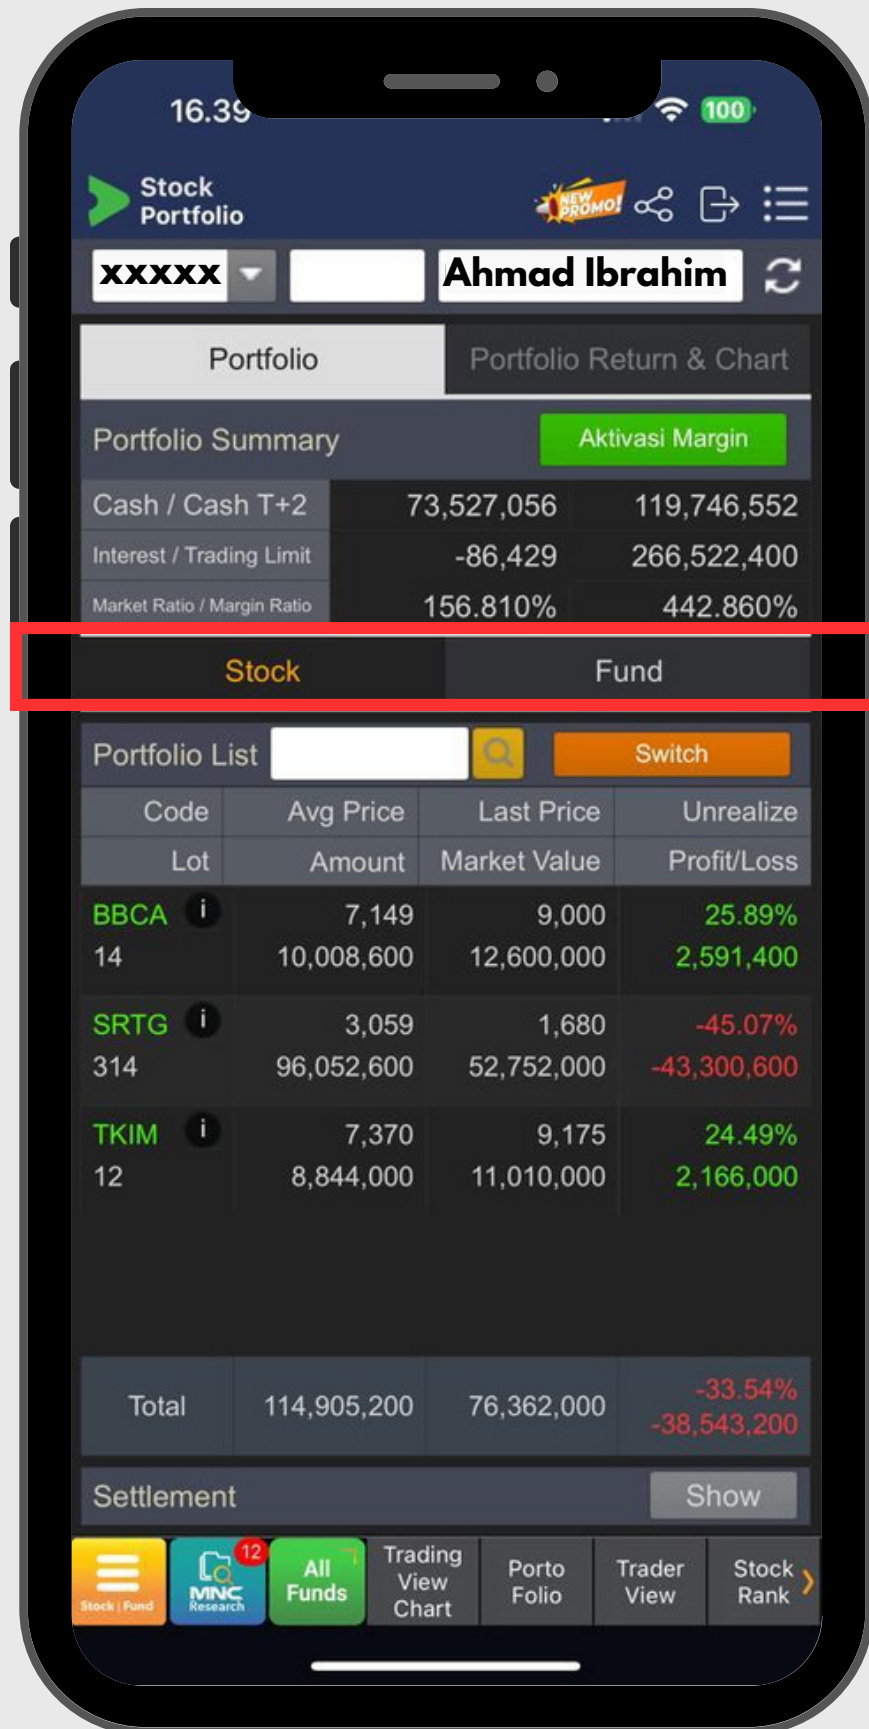 16.39
100
Stock
Portfolio
NEW
PROMO!
xxxxx Ahmad Ibrahim
Portfolio Portfolio Return & Chart
Portfolio Summary Aktivasi Margin
Cash / Cash T+2 73,527,056 119,746,552
Interest / Trading Limit -86,429 266,522,400
Market Ratio / Margin Ratio 156.810% 442.860%
Stock Fund
Portfolio List Switch
Code Avg Price Last Price Unrealize
Lot Amount Market Value Profit/Loss
BBCA i 7,149 9,000 25.89%
14 10,008,600 12,600,000 2,591,400
SRTG i 3,059 1,680 -45.07%
314 96,052,600 52,752,000 -43,300,600
TKIM i 7,370 9,175 24.49%
12 8,844,000 11,010,000 2,166,000
Total 114,905,200 76,362,000 -33.54%
-38,543,200
Settlement Show
Stock | Fund
12
MNC
Research
All
Funds
Trading
View
Chart
Porto
Folio
Trader
View
Stock
Rank